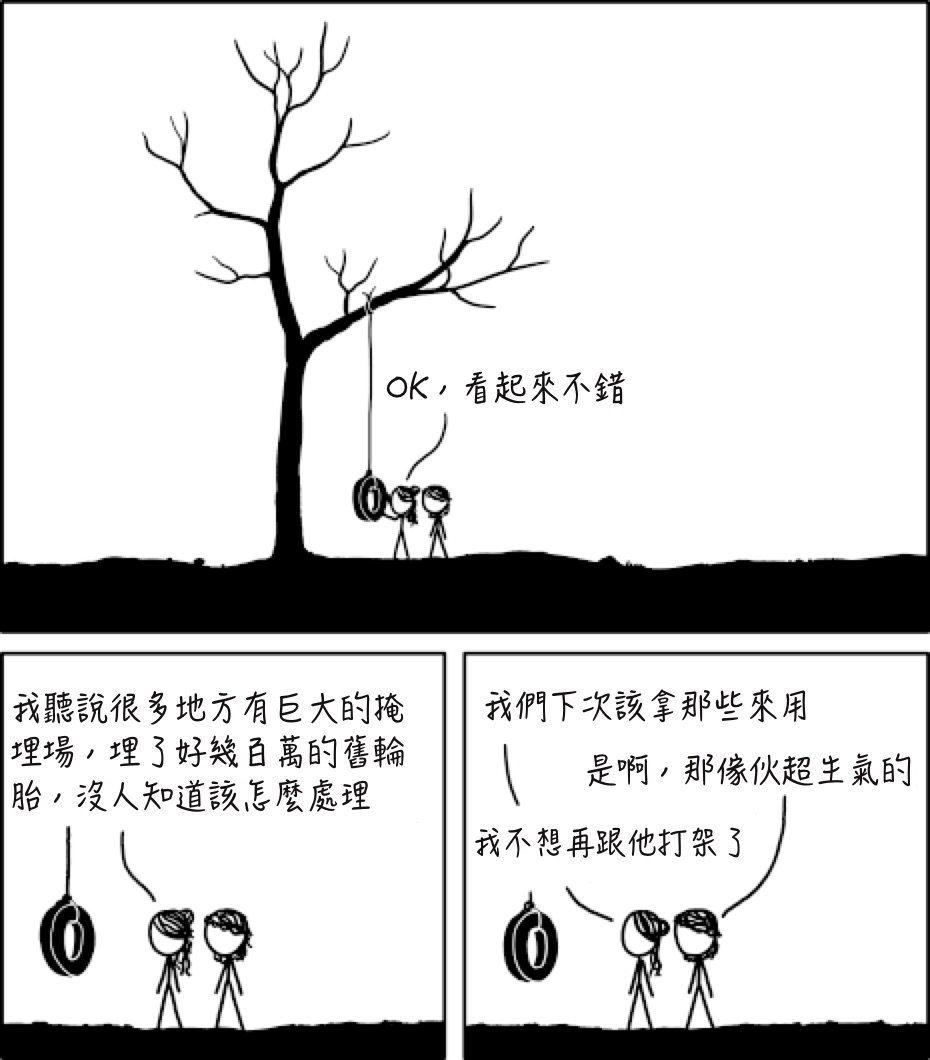 OK，看起來不錯
我聽說很多地方有巨大的掩
埋場，埋了好幾百萬的舊輪
胎，沒人知道該怎麼處理
我們下次該拿那些來用
是啊，那傢伙超生氣的
我不想再跟他打架了